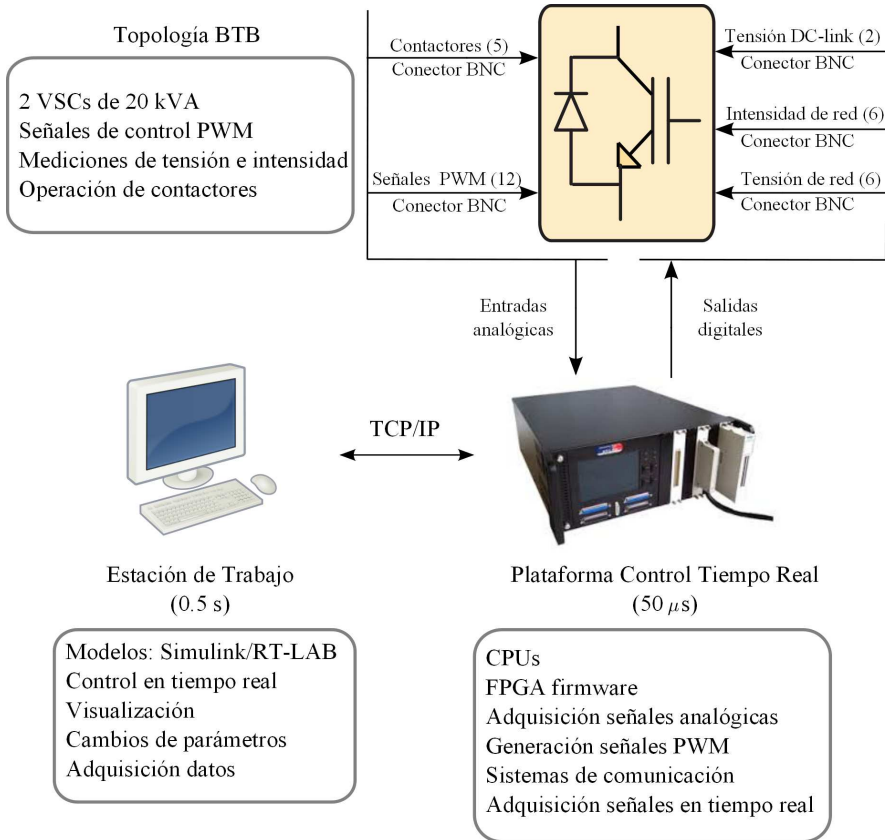 Topología BTB
2 VSCs de 20 kVA
Señales de control PWM
Mediciones de tensión e intensidad
Operación de contactores
Contactores (5)
Conector BNC
Señales PWM (12)
Conector BNC
Tensión DC-link (2)
Conector BNC
Intensidad de red (6)
Conector BNC
Tensión de red (6)
Conector BNC
Entradas
analógicas
Salidas
digitales
TCP/IP
Estación de Trabajo
(0.5 s)
Modelos: Simulink/RT-LAB
Control en tiempo real
Visualización
Cambios de parámetros
Adquisición datos
Plataforma Control Tiempo Real
(50 μs)
CPUs
FPGA firmware
Adquisición señales analógicas
Generación señales PWM
Sistemas de comunicación
Adquisición señales en tiempo real